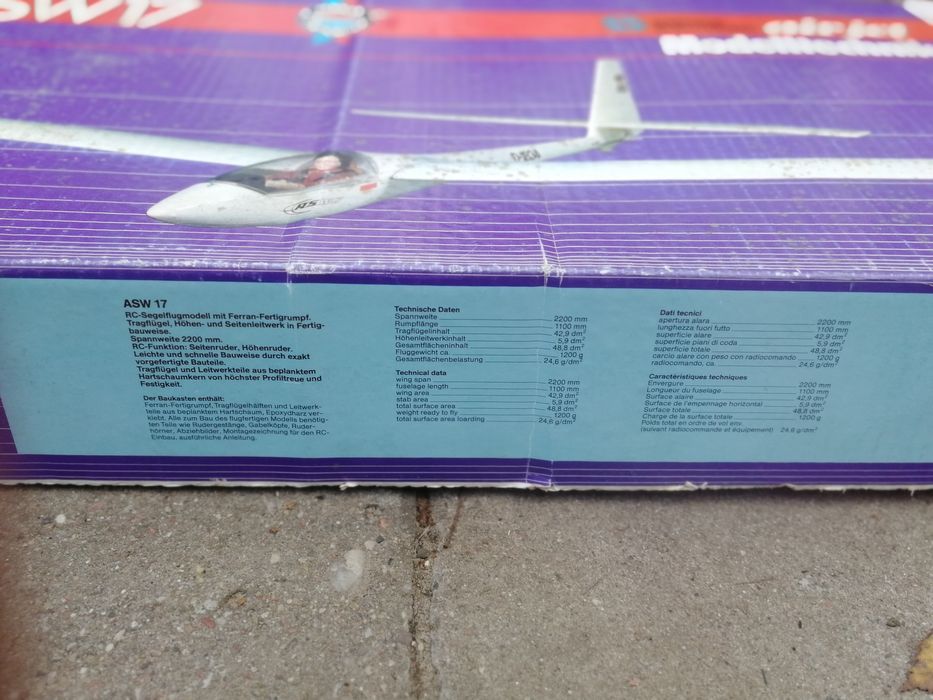 SW17
air jet
Modelltechnik
RS
ASW 17
RC-Segelflugmodell mit Ferran-Fertigrumpf.
Tragflügel, Höhen- und Seitenleitwerk in Fertig-
bauweise.
Spannweite 2200 mm.
RC-Funktion: Seitenruder, Höhenruder.
Leichte und schnelle Bauweise durch exakt
vorgefertigte Bauteile.
Tragflügel und Leitwerkteile aus beplanktem
Hartschaumkern von höchster Profiltreue und
Festigkeit.
Der Baukasten enthält:
Ferran-Fertigrumpf, Tragflügelhälften und Leitwerk-
teile aus beplanktem Hartschaum, Epoxydharz ver-
klebt. Alle zum Bau des flugfertigen Modells benötig-
ten Teile wie Rudergestänge, Gabelköpfe, Ruder-
hörner, Abziehbilder, Montagezeichnung für den RC-
Einbau, ausführliche Anleitung.
Technische Daten
Spannweite 2200 mm
Rumpflänge 1100 mm
Tragflügelinhalt 42,9 dm²
Höhenleitwerkinhalt 5,9 dm²
Gesamtflächeninhalt 48,8 dm²
Fluggewicht ca. 1200 g
Gesamtflächenbelastung 24,6 g/dm²
Technical data
wing span 2200 mm
fuselage length 1100 mm
wing area 42,9 dm²
stab area 5,9 dm²
total surface area 48,8 dm²
weight ready to fly 1200 g
total surface area loading 24,6 g/dm²
Dati tecnici
apertura alara 2200 mm
lunghezza fuori tutto 1100 mm
superficie alare 42,9 dm²
superficie piani di coda 5,9 dm²
superficie totale 48,8 dm²
carcio alare con peso con radiocomando 1200 g
radiocomando, ca. 24,6 g/dm²
Caractéristiques techniques
Envergure 2200 mm
Longueur du fuselage 1100 mm
Surface alaire 42,9 dm²
Surface de l'empennage horizontal 5,9 dm²
Surface totale 48,8 dm²
Charge de la surface totale 1200 g
Poids total en ordre de vol env.
(suivant radiocommande et équipement) 24,6 g/dm²